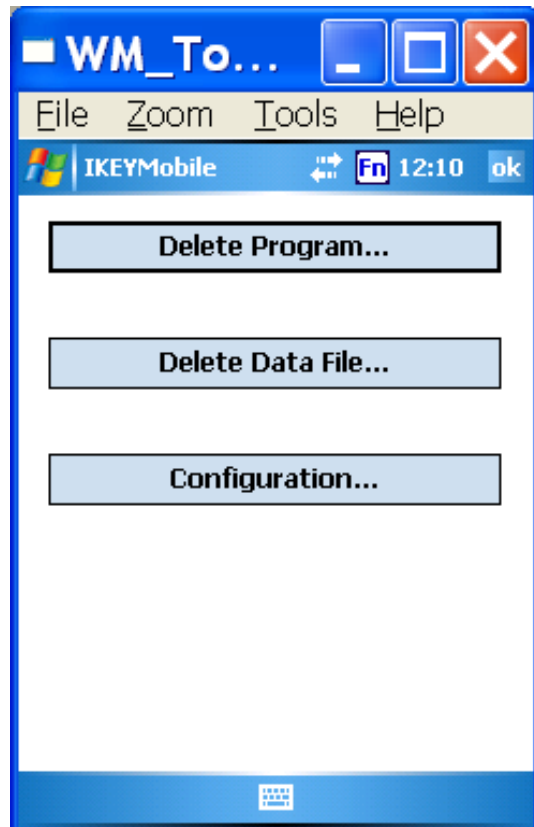 WM_To...
File Zoom Tools Help
IKEYMobile Fn 12:10 ok
Delete Program...
Delete Data File...
Configuration...